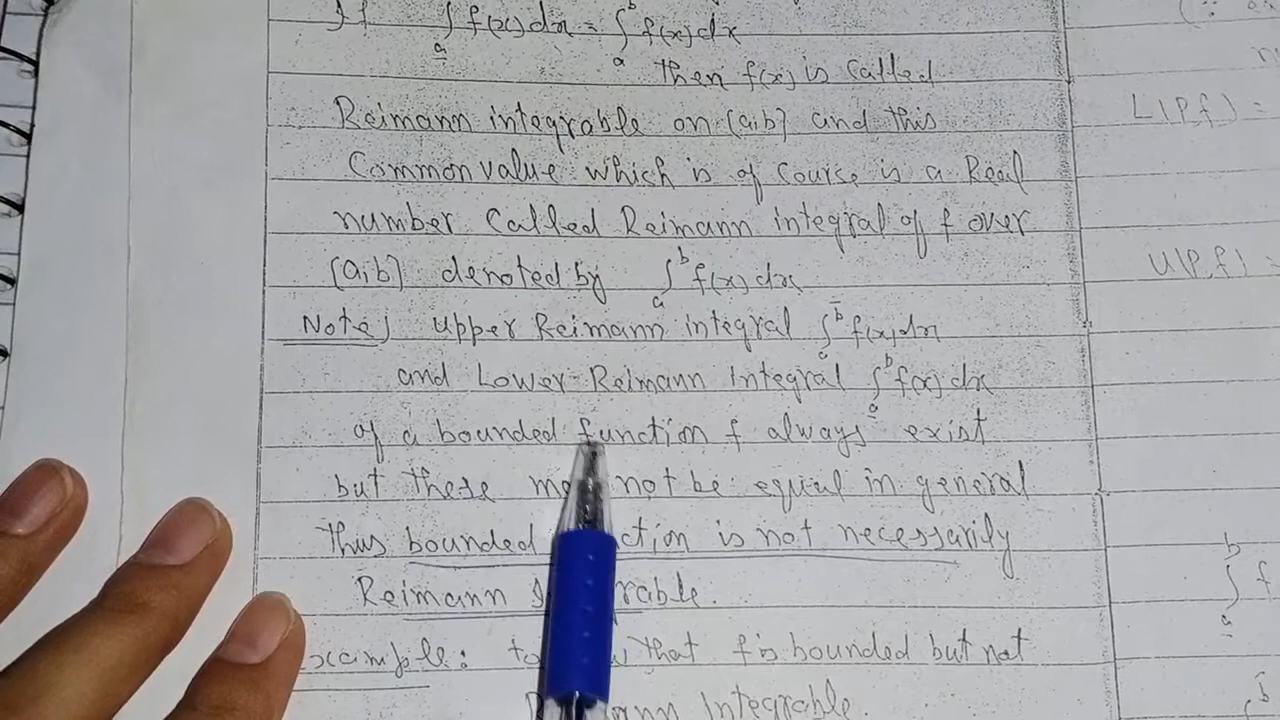 If ∫a f(x)dx = ∫a^b f(x)dx
then f(x) is called
Reimann integrable on [a,b] and this
Common value which is of course is a Real
number Called Reimann integral of f over
[a,b] denoted by ∫a^b f(x)dx
Note) Upper Reimann integral ∫a^b̄ f(x)dx
and Lower Reimann Integral ∫a̲^b f(x)dx
of a bounded function f always exist
but these not be equal in general
thus bounded is not necessarily
Reimann
: that f is bounded but not
Integrable.
L(P,f) =
U(P,f) =
b
∫ f
a
b̄